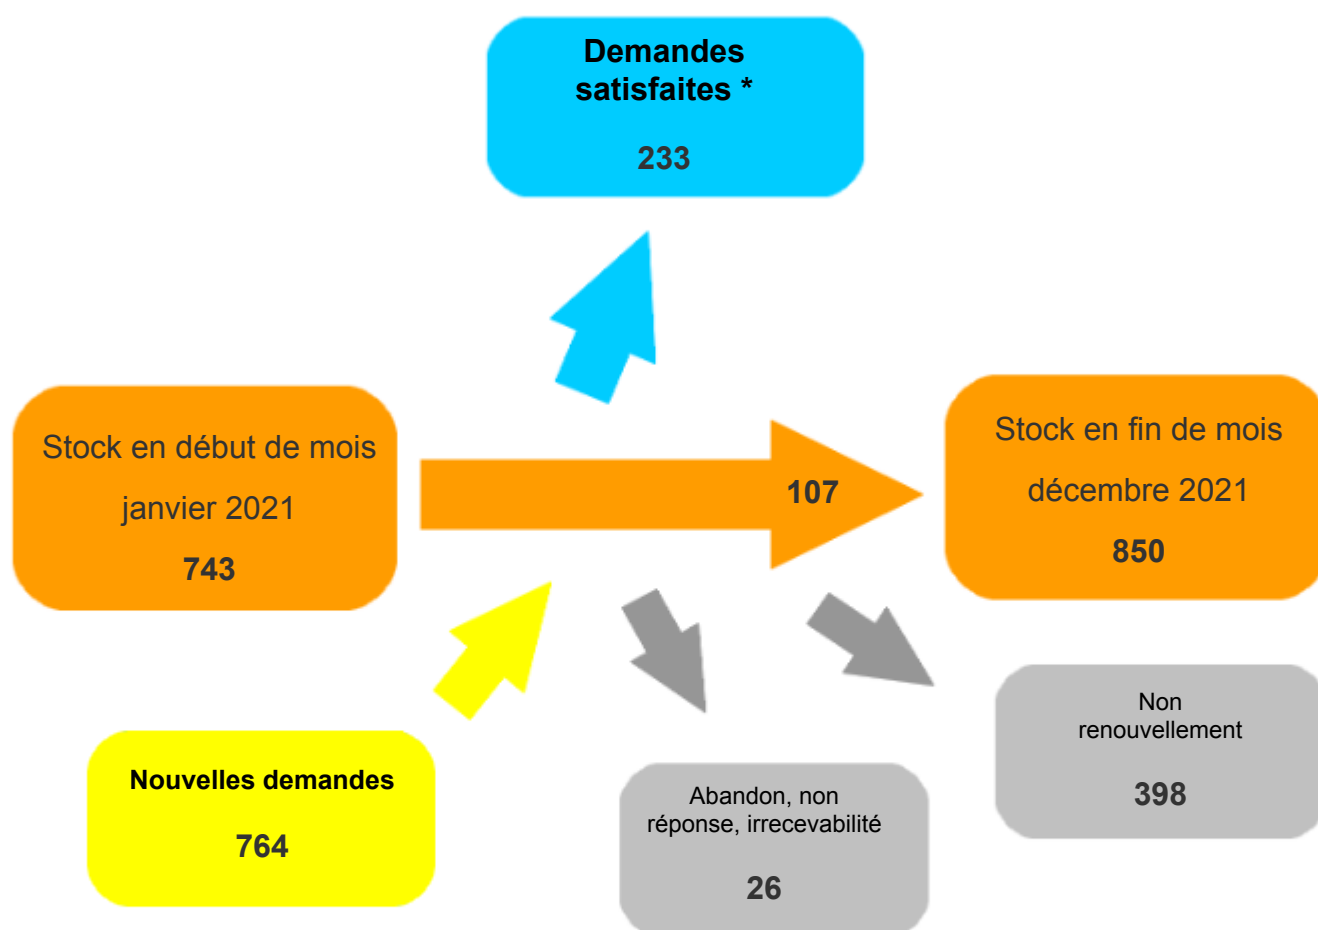 Demandes
satisfaites *
233
Stock en début de mois
janvier 2021
743
107
Stock en fin de mois
décembre 2021
850
Nouvelles demandes
764
Abandon, non
réponse, irrecevabilité
26
Non
renouvellement
398